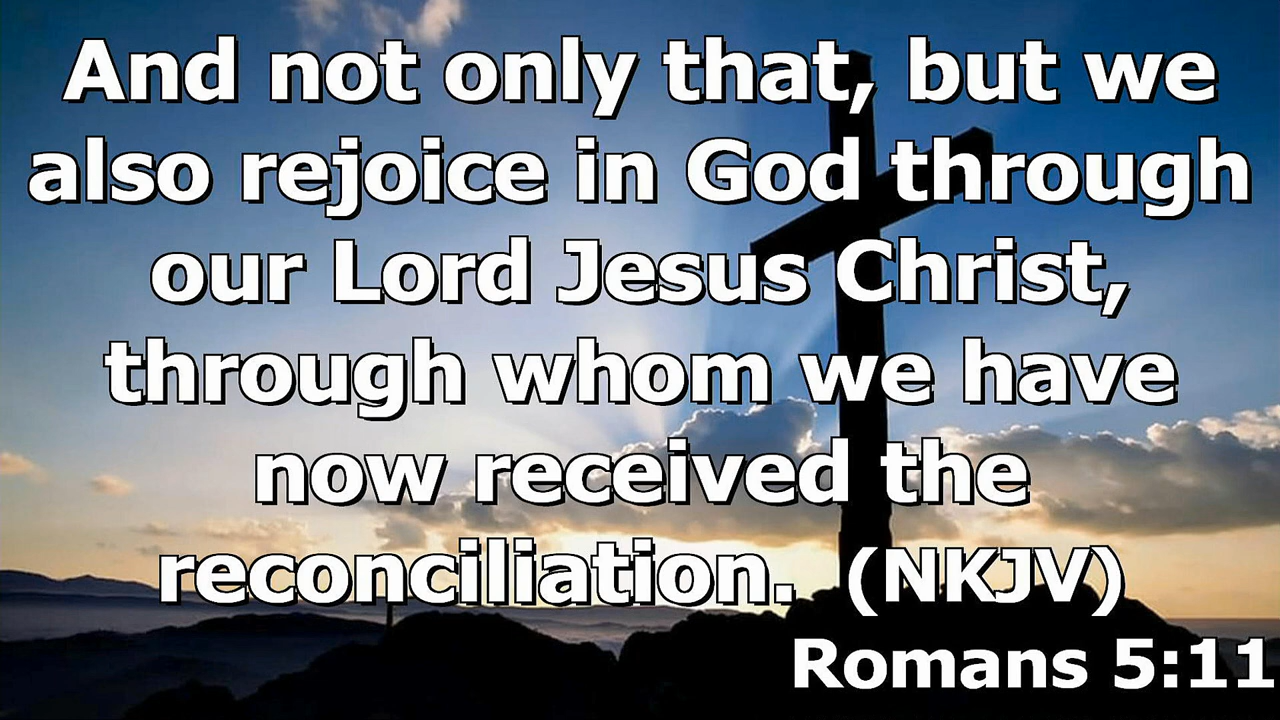 And not only that, but we
also rejoice in God through
our Lord Jesus Christ,
through whom we have
now received the
reconciliation. (NKJV)
Romans 5:11